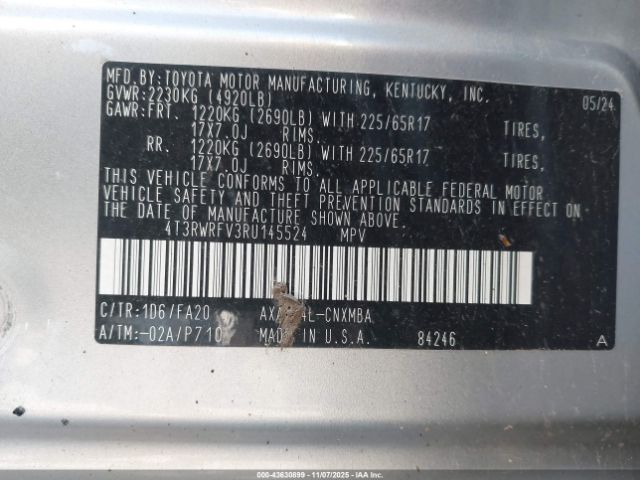 MFD.BY:TOYOTA MOTOR MANUFACTURING, KENTUCKY, INC.
GVWR:2230KG (4920LB) 05/24
GAWR:FRT. 1220KG (2690LB) WITH 225/65R17 TIRES,
17X7.0J RIMS.
RR. 1220KG (2690LB) WITH 225/65R17 TIRES,
17X7.0J RIMS.
THIS VEHICLE CONFORMS TO ALL APPLICABLE FEDERAL MOTOR
VEHICLE SAFETY AND THEFT PREVENTION STANDARDS IN EFFECT ON
THE DATE OF MANUFACTURE SHOWN ABOVE.
4T3RWRFV3RU145524 MPV
C/TR:1D6/FA20
A/TM:-02A/P710 MADE IN U.S.A. 84246 A
000-43630899 - 11/07/2025 - IAAI.COM